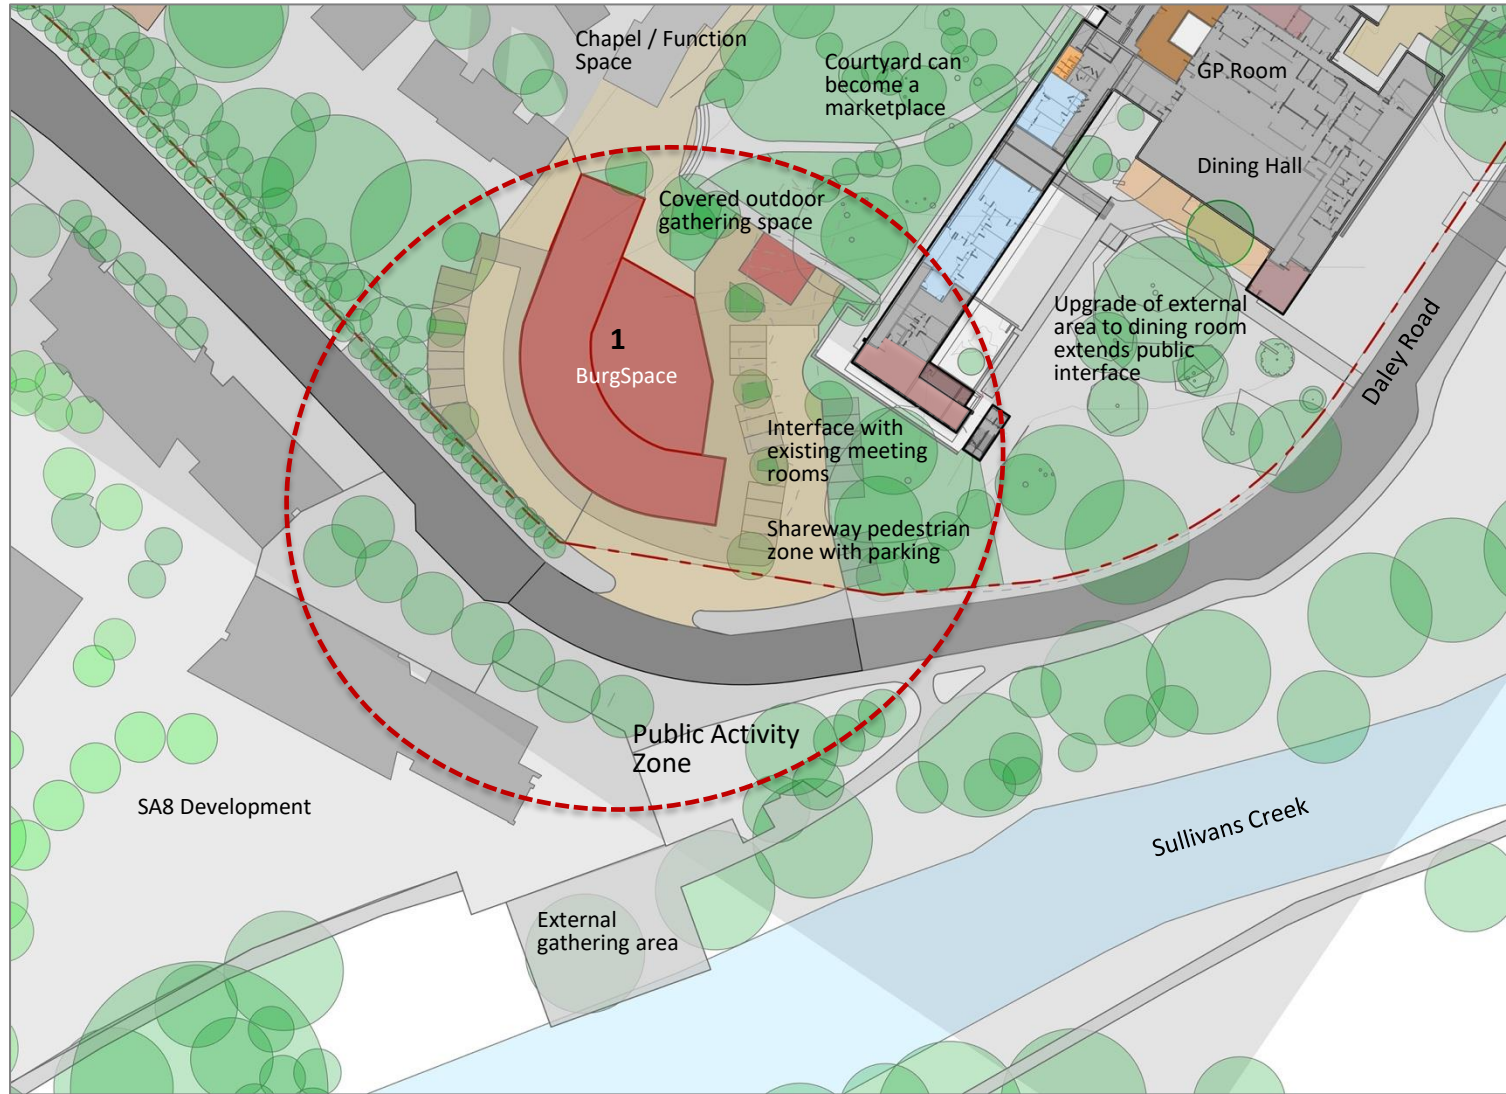 Chapel / Function
Space
Courtyard can
become a
marketplace
GP Room
Dining Hall
Covered outdoor
gathering space
Upgrade of external
area to dining room
extends public
interface
Daley Road
1
BurgSpace
Interface with
existing meeting
rooms
Shareway pedestrian
zone with parking
Public Activity
Zone
SA8 Development
Sullivans Creek
External
gathering area